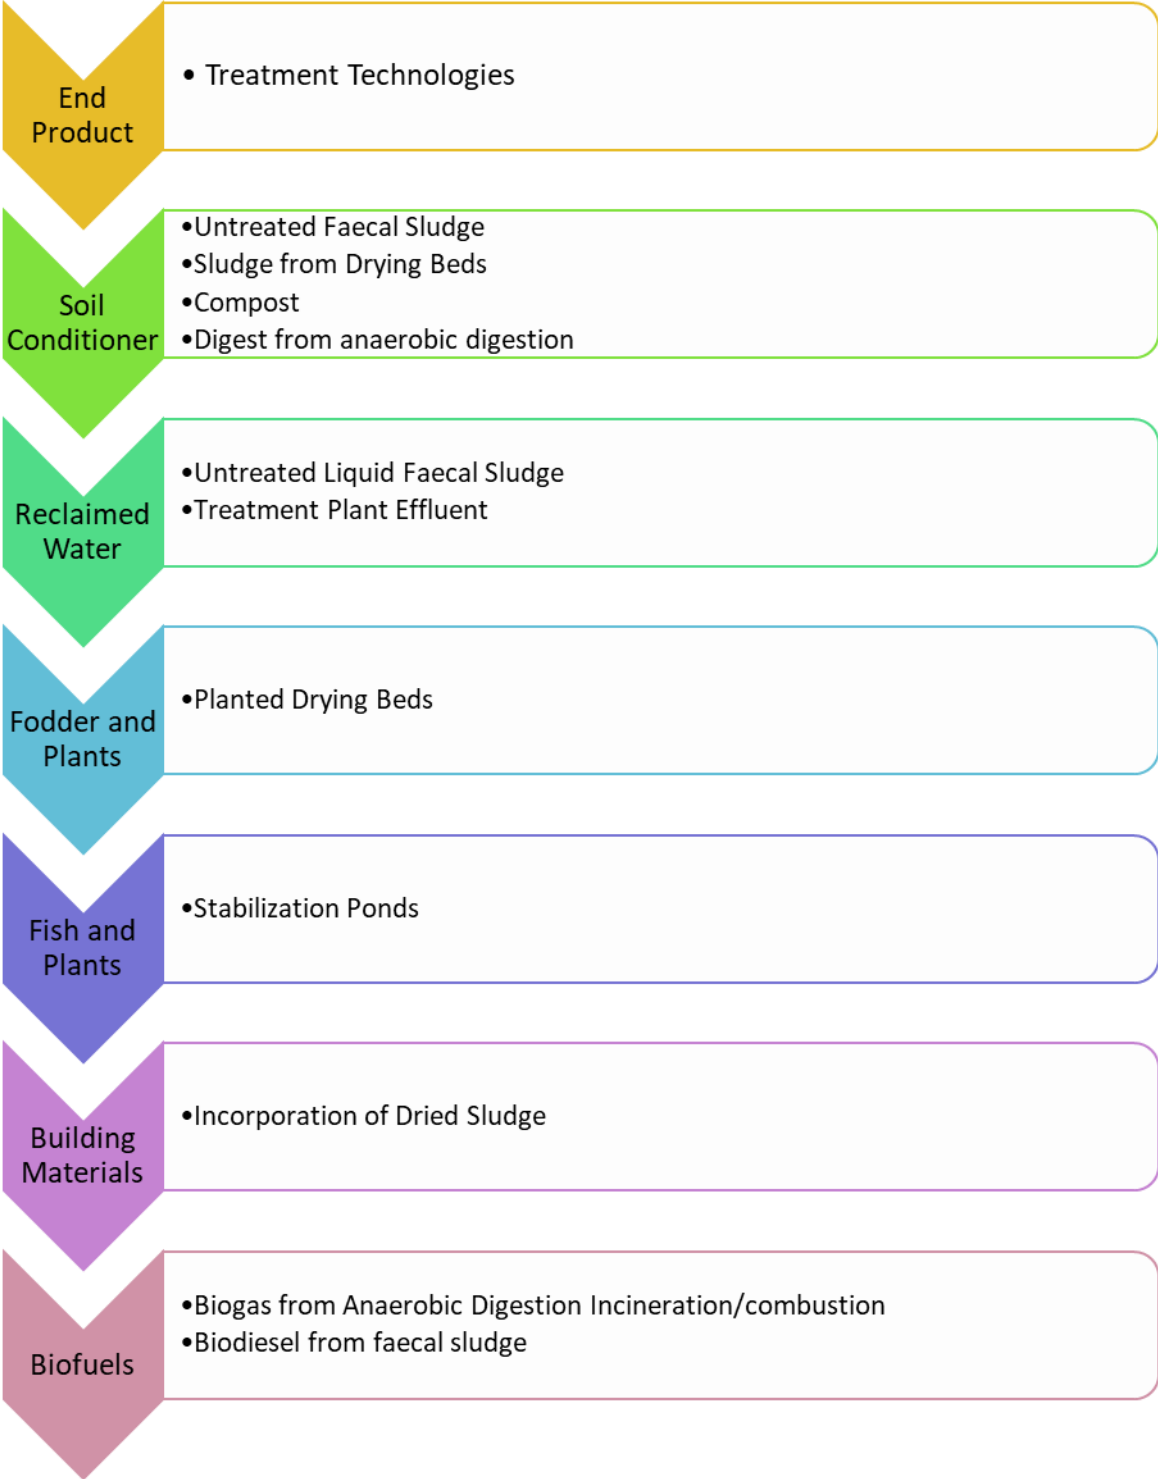 End
Product
• Treatment Technologies
Soil
Conditioner
•Untreated Faecal Sludge
•Sludge from Drying Beds
•Compost
•Digest from anaerobic digestion
Reclaimed
Water
•Untreated Liquid Faecal Sludge
•Treatment Plant Effluent
Fodder and
Plants
•Planted Drying Beds
Fish and
Plants
•Stabilization Ponds
Building
Materials
•Incorporation of Dried Sludge
Biofuels
•Biogas from Anaerobic Digestion Incineration/combustion
•Biodiesel from faecal sludge